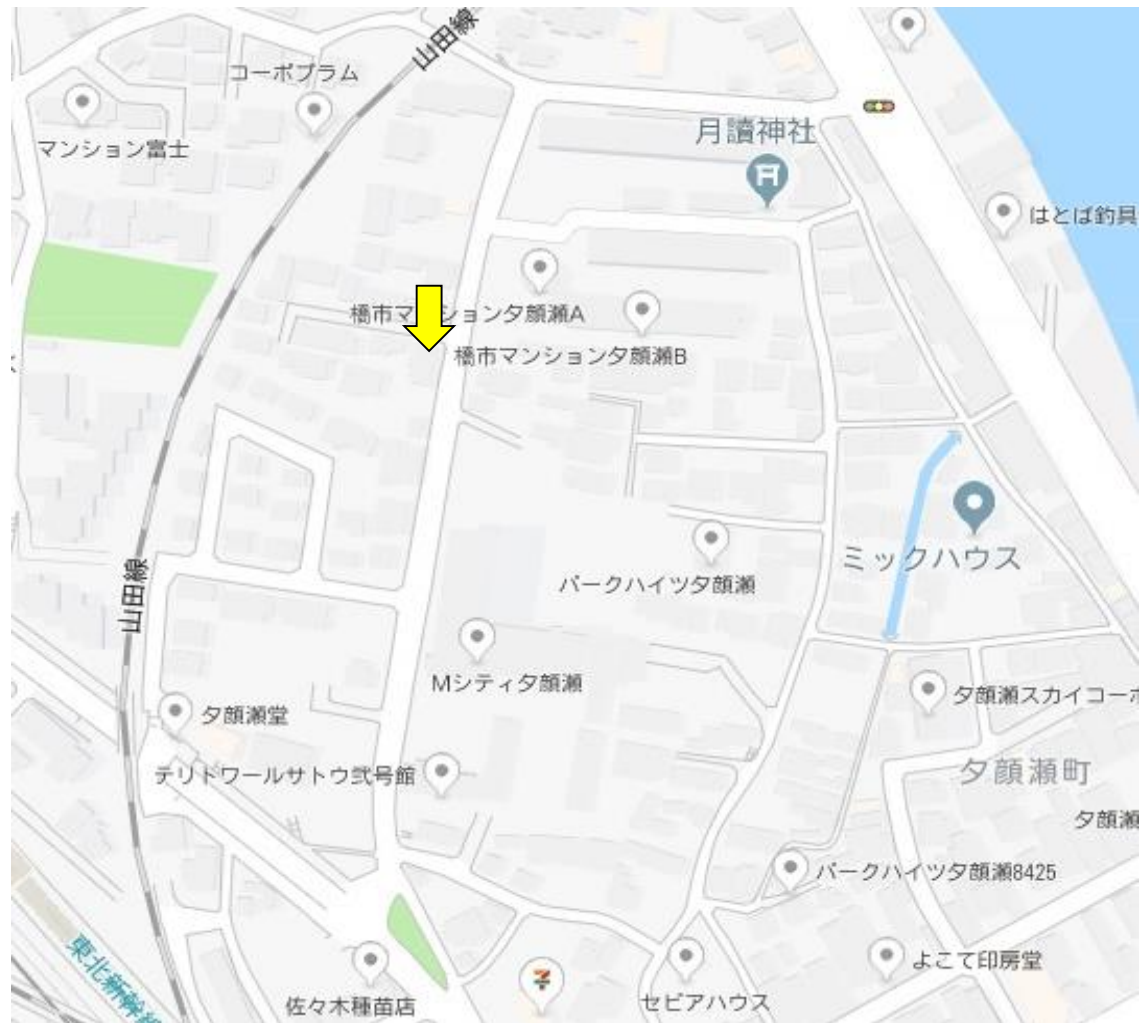 山田線
コーポプラム
マンション富士
月讀神社
はとば釣具
橋市マンション夕顔瀬A
橋市マンション夕顔瀬B
ミックハウス
パークハイツ夕顔瀬
山田線
Mシティ夕顔瀬
夕顔瀬スカイコーポ
夕顔瀬堂
テリトワールサトウ弐号館
夕顔瀬町
夕顔瀬
パークハイツ夕顔瀬8425
東北新幹線
よこて印房堂
佐々木種苗店
セピアハウス